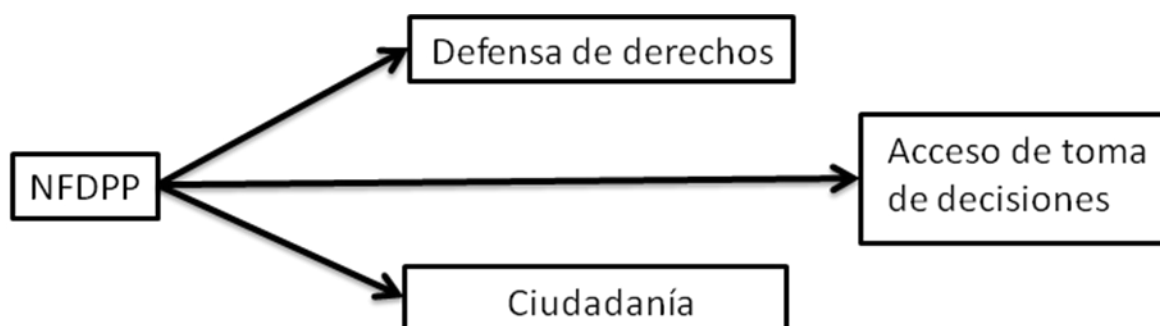 Defensa de derechos
NFDPP
Acceso de toma
de decisiones
Ciudadanía